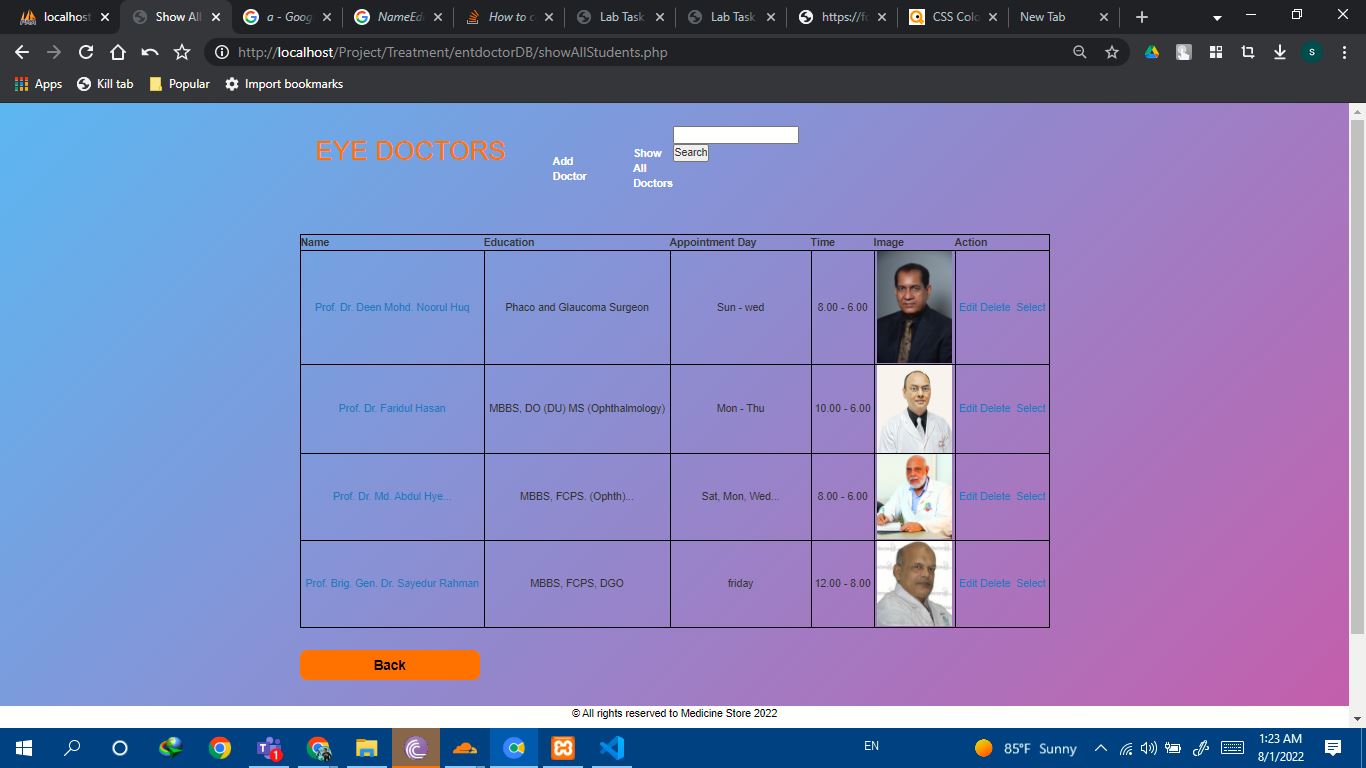 localhost
Show All
a - Goog
NameEdi
How to c
Lab Task
Lab Task
https://fo
CSS Colo
New Tab
http://localhost/Project/Treatment/entdoctorDB/showAllStudents.php
S
Apps
Kill tab
Popular
Import bookmarks
EYE DOCTORS
Add
Doctor
Show
All
Doctors
Search
Name Education Appointment Day Time Image Action
Prof. Dr. Deen Mohd. Noorul Huq Phaco and Glaucoma Surgeon Sun - wed 8.00 - 6.00 Edit Delete Select
Prof. Dr. Faridul Hasan MBBS, DO (DU) MS (Ophthalmology) Mon - Thu 10.00 - 6.00 Edit Delete Select
Prof. Dr. Md. Abdul Hye... MBBS, FCPS. (Ophth)... Sat, Mon, Wed... 8.00 - 6.00 Edit Delete Select
Prof. Brig. Gen. Dr. Sayedur Rahman MBBS, FCPS, DGO friday 12.00 - 8.00 Edit Delete Select
Back
© All rights reserved to Medicine Store 2022
1
EN
85°F Sunny
1:23 AM
8/1/2022